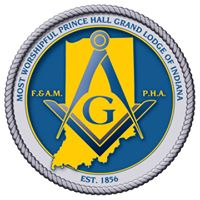 MOST WORSHIPFUL PRINCE HALL GRAND LODGE OF INDIANA
F.&A.M.
P.H.A.
G
EST. 1856